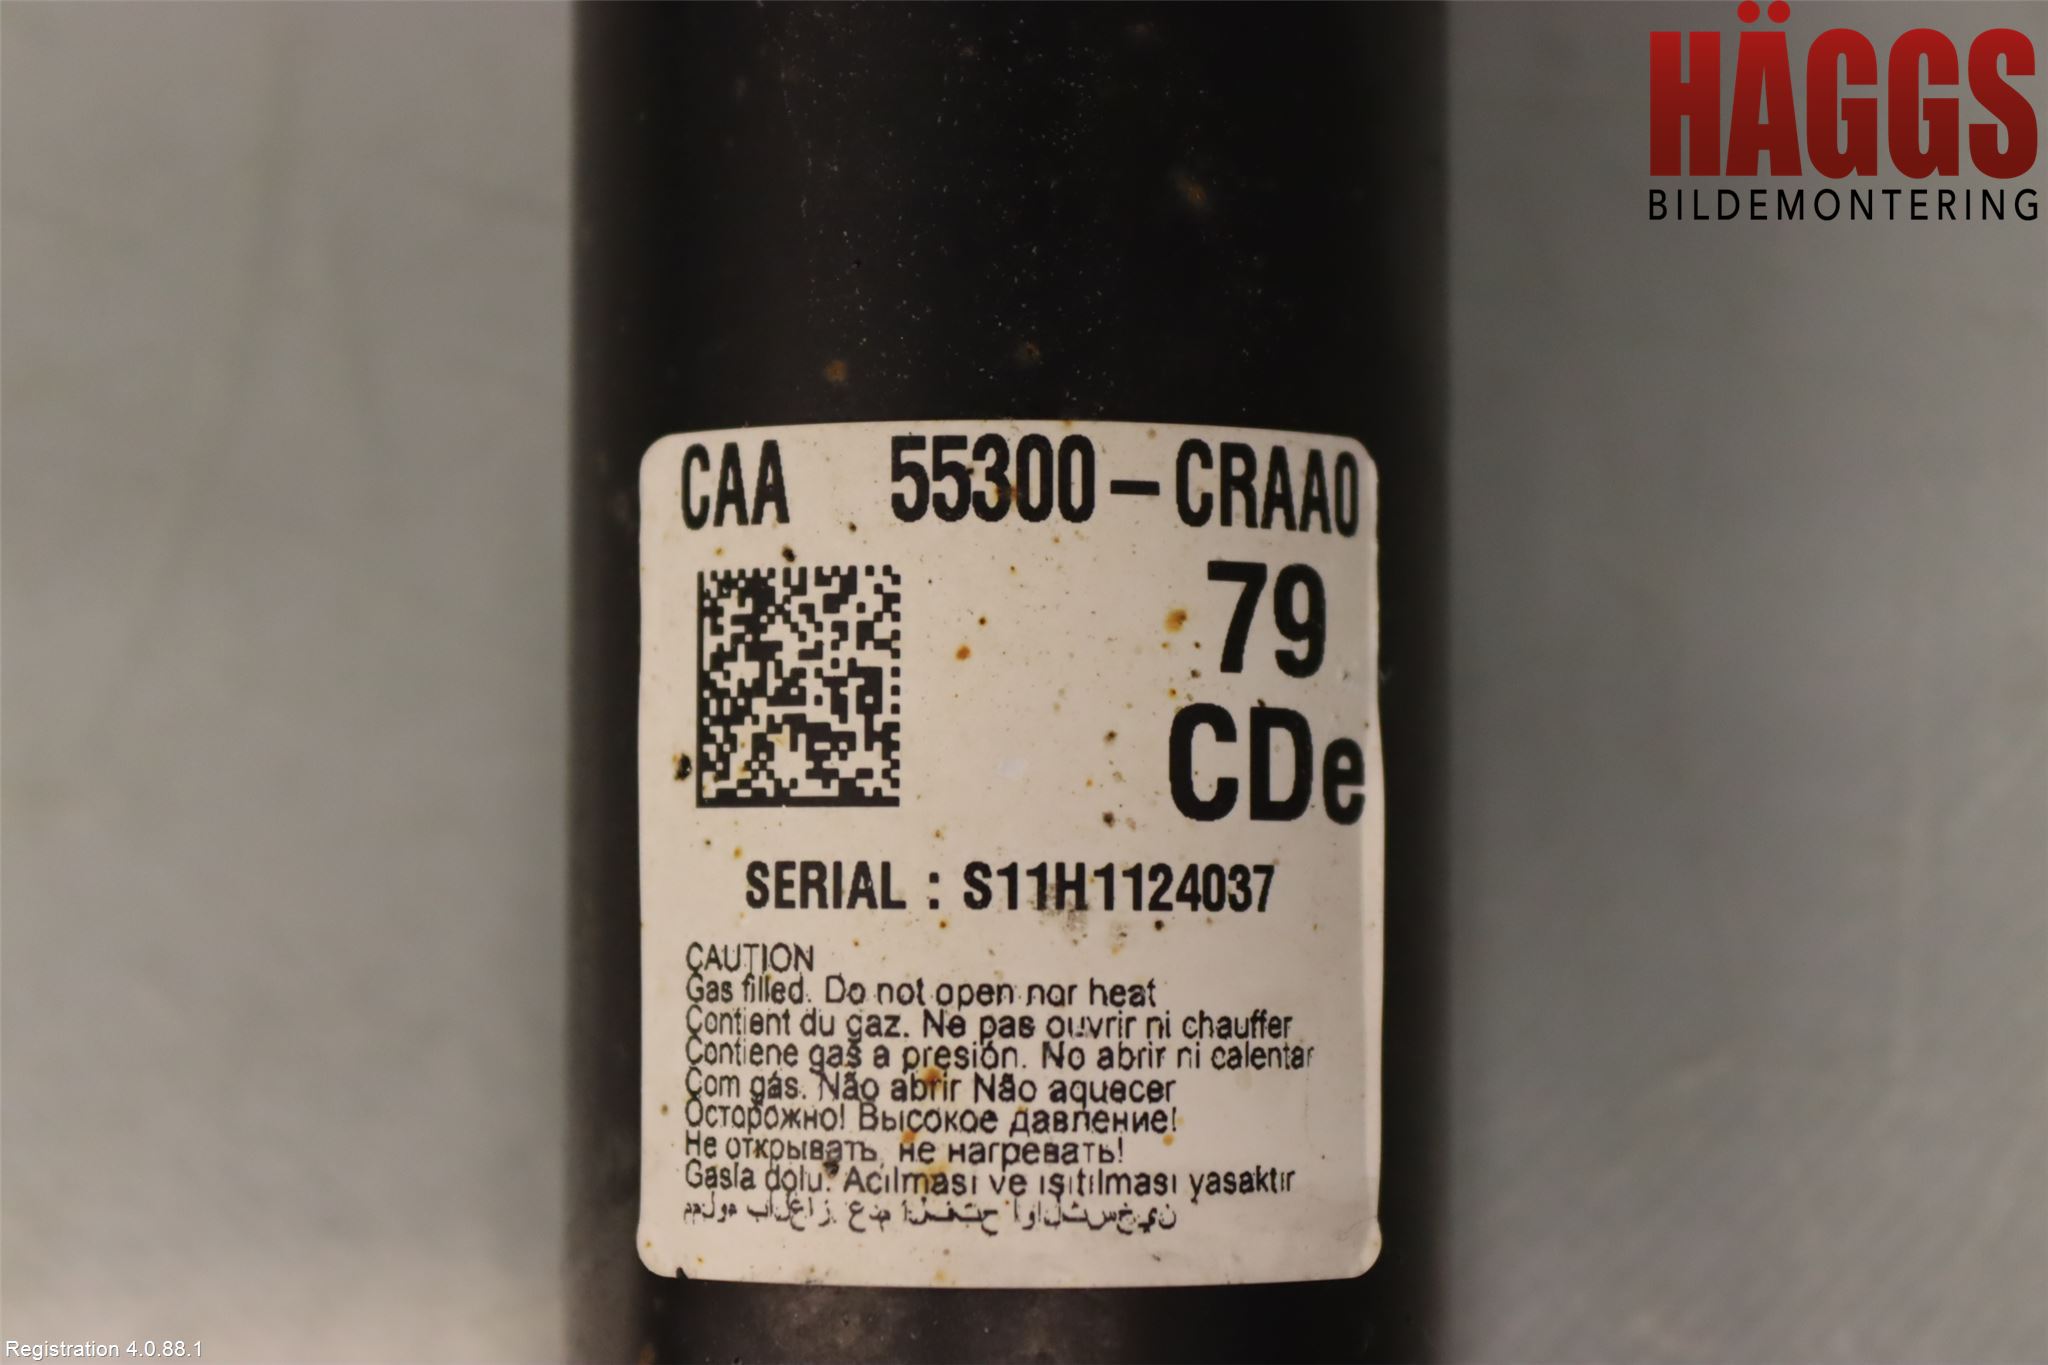 HÄGGS
BILDEMONTERING
CAA 55300-CRAA0
79
CDe
SERIAL : S11H1124037
CAUTION
Gas filled. Do not open nor heat
Contient du gaz. Ne pas ouvrir ni chauffer
Contiene gas a presión. No abrir ni calentar
Com gás. Não abrir Não aquecer
Осторожно! Высокое давление!
Не открывать, не нагревать!
Gasla dolu. Acılması ve ısıtılması yasaktır
Registration 4.0.88.1